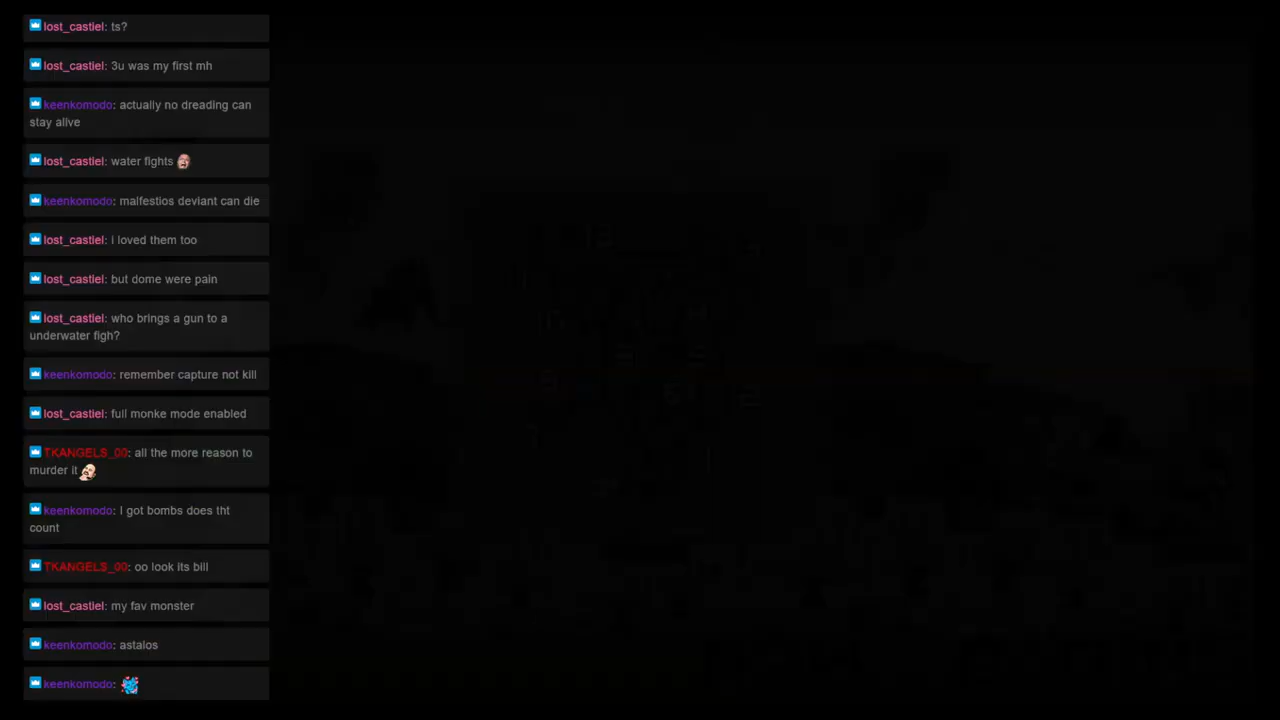 lost_castiel: ts?
lost_castiel: 3u was my first mh
keenkomodo: actually no dreading can
stay alive
lost_castiel: water fights
keenkomodo: malfestios deviant can die
lost_castiel: i loved them too
lost_castiel: but dome were pain
lost_castiel: who brings a gun to a
underwater figh?
keenkomodo: remember capture not kill
lost_castiel: full monke mode enabled
TKANGELS_00: all the more reason to
murder it
keenkomodo: I got bombs does tht
count
TKANGELS_00: oo look its bill
lost_castiel: my fav monster
keenkomodo: astalos
keenkomodo: